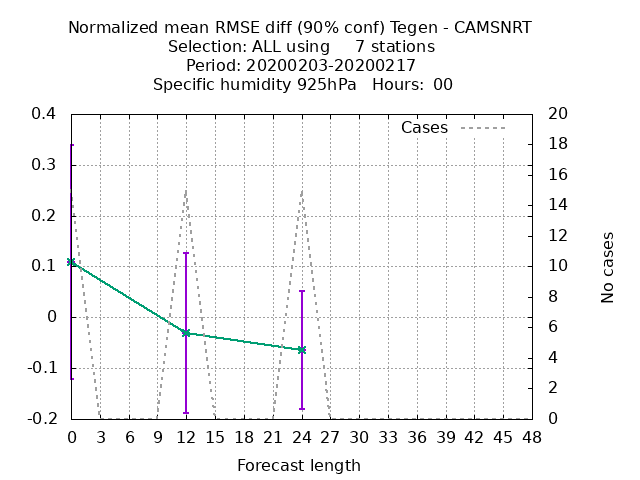 Normalized mean RMSE diff (90% conf) Tegen - CAMSNRT
Selection: ALL using     7 stations
Period: 20200203-20200217
Specific humidity 925hPa   Hours:  00
0.4
0.3
0.2
0.1
0
-0.1
-0.2
Cases
20
18
16
14
12
10
8
6
4
2
0
No cases
0 3 6 9 12 15 18 21 24 27 30 33 36 39 42 45 48
Forecast length